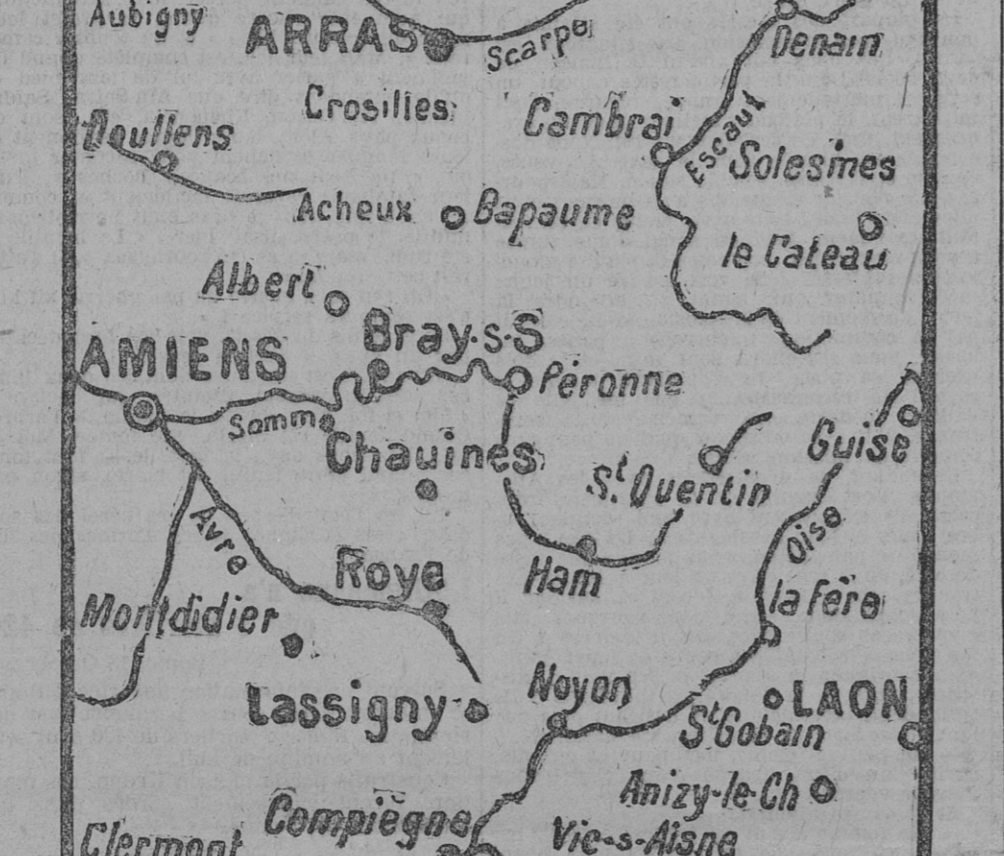 Aubigny
ARRAS
Scarpe
Denain
Crosilles
Cambrai
Escaut
Doullens
Solesmes
Acheux
Bapaume
le Cateau
Albert
Bray-s-S
AMIENS
Péronne
Somme
Guise
Chaulnes
St Quentin
Avre
Oise
Roye
Ham
la Fère
Montdidier
Noyon
Lassigny
LAON
St Gobain
Anizy-le-Ch
Compiègne
Clermont
Vic-s-Aisne